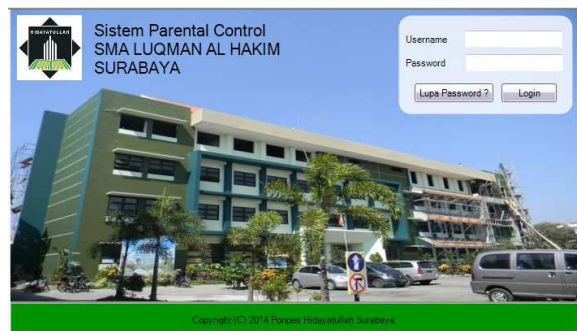 HIDAYATULLAH
Sistem Parental Control
SMA LUQMAN AL HAKIM
SURABAYA
Username
Password
Lupa Password ?
Login
Copyright (C) 2014 Ponpes Hidayatullah Surabaya.